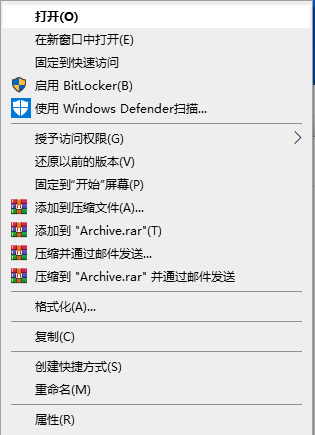 打开(O)
在新窗口中打开(E)
固定到快速访问
启用 BitLocker(B)
使用 Windows Defender扫描...
授予访问权限(G)
还原以前的版本(V)
固定到"开始"屏幕(P)
添加到压缩文件(A)...
添加到 "Archive.rar"(T)
压缩并通过邮件发送...
压缩到 "Archive.rar" 并通过邮件发送
格式化(A)...
复制(C)
创建快捷方式(S)
重命名(M)
属性(R)